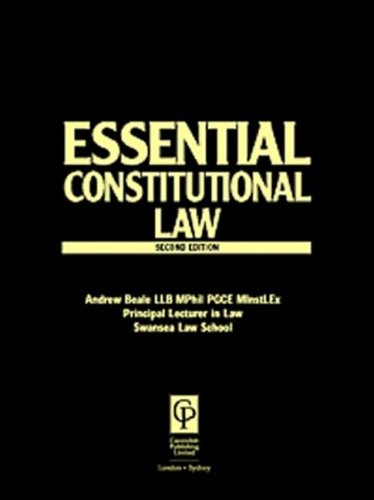 ESSENTIAL
CONSTITUTIONAL
LAW
SECOND EDITION
Andrew Beale LLB MPhil PGCE MInstLEx
Principal Lecturer in Law
Swansea Law School
CP
Cavendish
Publishing
Limited
London • Sydney